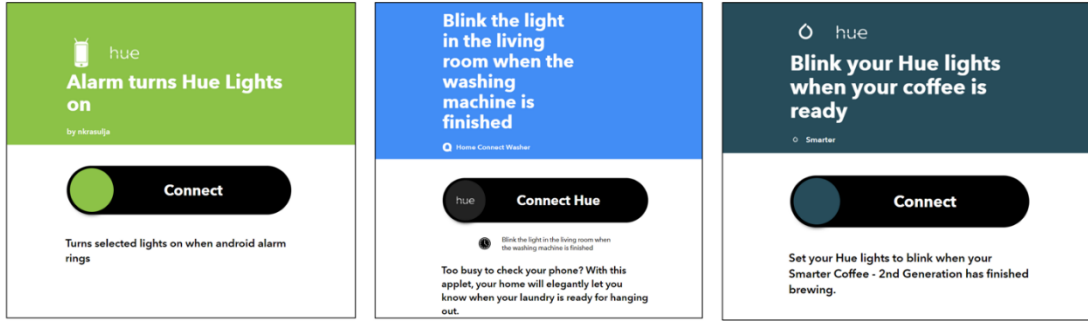 hue
Alarm turns Hue Lights
on
by nkrasulja
Connect
Turns selected lights on when android alarm
rings
Blink the light
in the living
room when the
washing
machine is
finished
Home Connect Washer
hue
Connect Hue
Blink the light in the living room when
the washing machine is finished
Too busy to check your phone? With this
applet, your home will elegantly let you
know when your laundry is ready for hanging
out.
hue
Blink your Hue lights
when your coffee is
ready
Smarter
Connect
Set your Hue lights to blink when your
Smarter Coffee - 2nd Generation has finished
brewing.